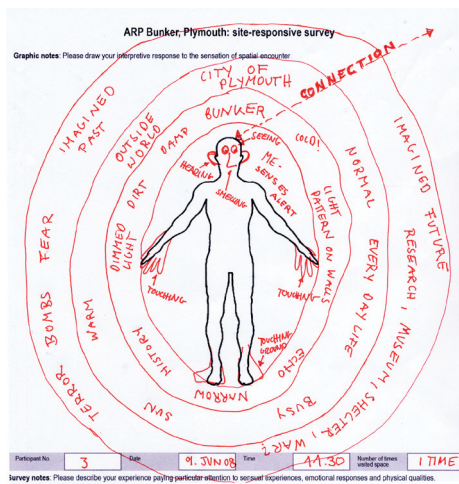 ARP Bunker, Plymouth: site-responsive survey
Graphic notes: Please draw your interpretive response to the sensation of spatial encounter
CONNECTION
CITY OF
PLYMOUTH
IMAGINED
PAST
OUTSIDE
WORLD
BUNKER
DAMP
SEEING
COLD!
HEARING
ME-
SENSES
ALERT
SMELLING
NORMAL
IMAGINED FUTURE
DIRT
LIGHT
PATTERN ON WALLS
DIMMED
LIGHT
FEAR
BOMBS
TERROR
WARM
EVERY DAY LIFE
RESEARCH, MUSEUM, SHELTER, WAR?
TOUCHING
TOUCHING
HISTORY
TOUCHING
GROUND
ECHO
NARROW
SUN
BUSY
Participant No. 3 Date 9. JUN 08 Time 11.30 Number of times
visited space 1 TIME
Survey notes: Please describe your experience paying particular attention to sensual experiences, emotional responses and physical qualities.